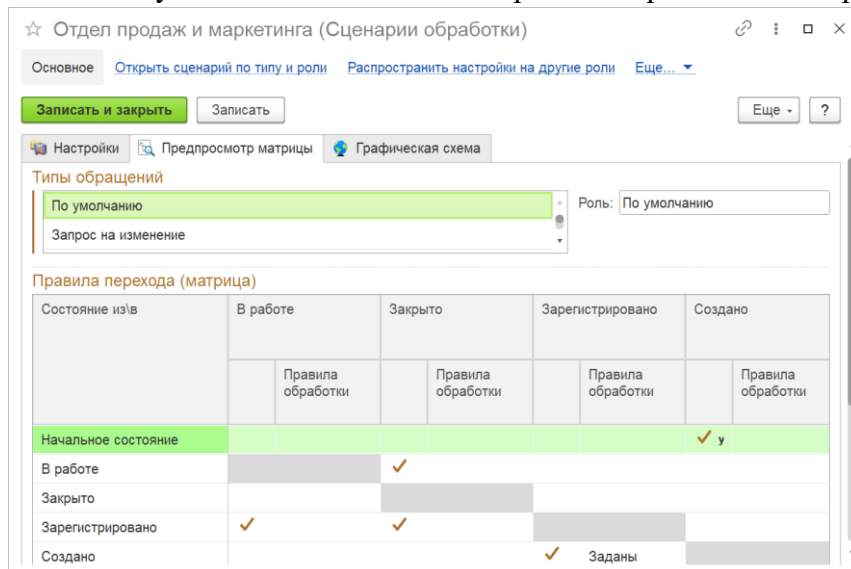 Отдел продаж и маркетинга (Сценарии обработки)
Основное Открыть сценарий по типу и роли Распространить настройки на другие роли Еще...
Записать и закрыть Записать Еще ?
Настройки Предпросмотр матрицы Графическая схема
Типы обращений
По умолчанию Роль: По умолчанию
Запрос на изменение
Правила перехода (матрица)
Состояние из\в В работе Закрыто Зарегистрировано Создано
Правила обработки Правила обработки Правила обработки Правила обработки
Начальное состояние у
В работе
Закрыто
Зарегистрировано
Создано Заданы